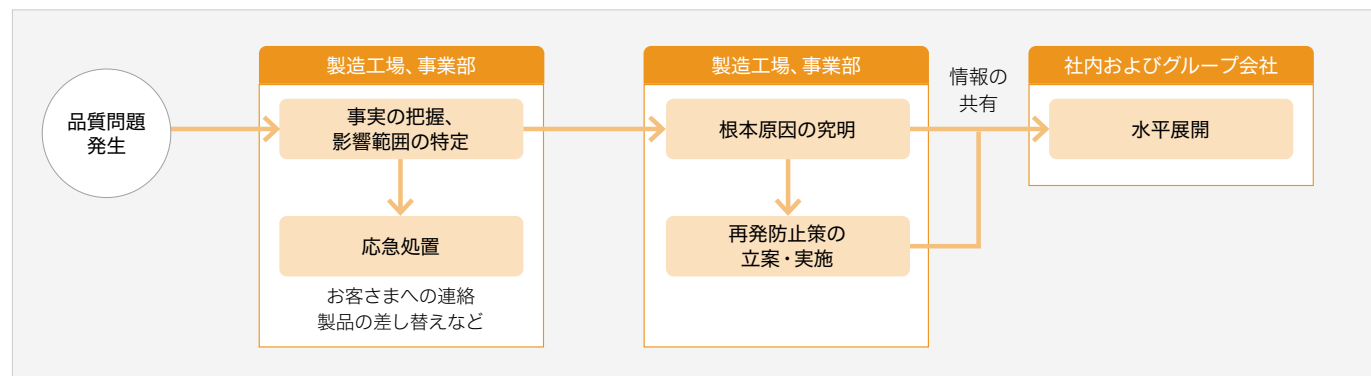 品質問題
発生
製造工場、事業部
事実の把握、
影響範囲の特定
応急処置
お客さまへの連絡
製品の差し替えなど
製造工場、事業部
根本原因の究明
再発防止策の
立案・実施
情報の
共有
社内およびグループ会社
水平展開